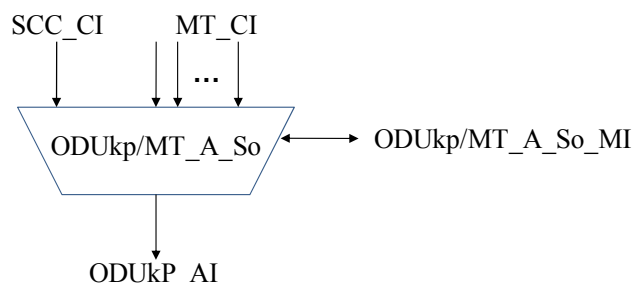 SCC_CI MT_CI
...
ODUkp/MT_A_So ODUkp/MT_A_So_MI
ODUkP_AI